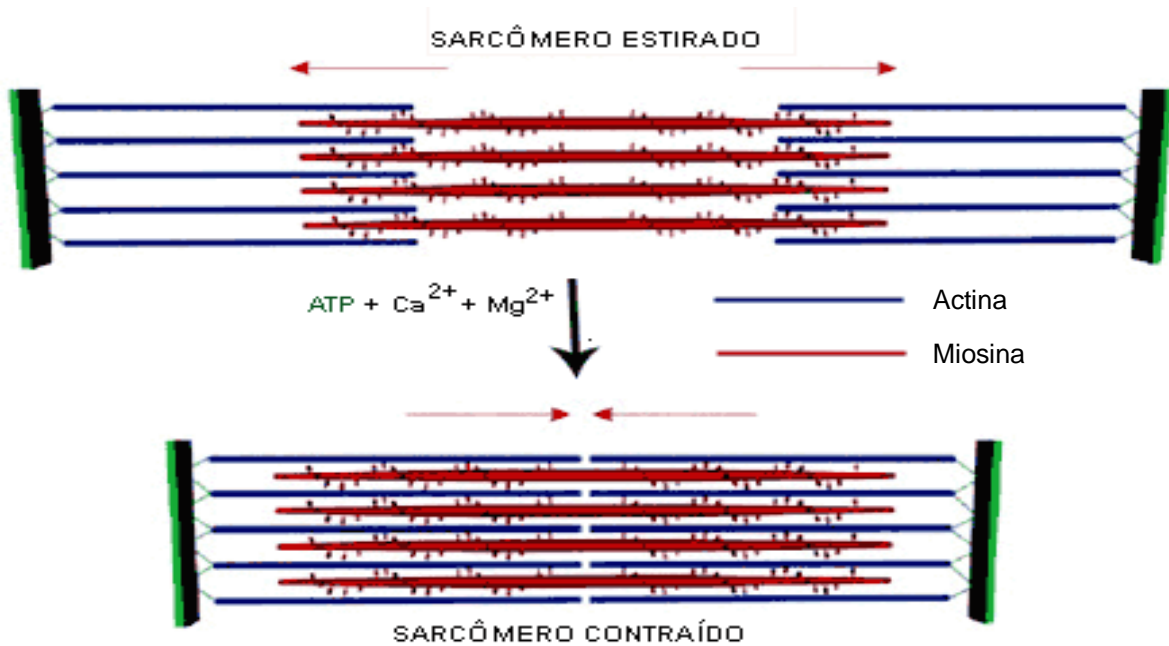 SARCÔMERO ESTIRADO
ATP + Ca²⁺ + Mg²⁺
Actina
Miosina
SARCÔMERO CONTRAÍDO